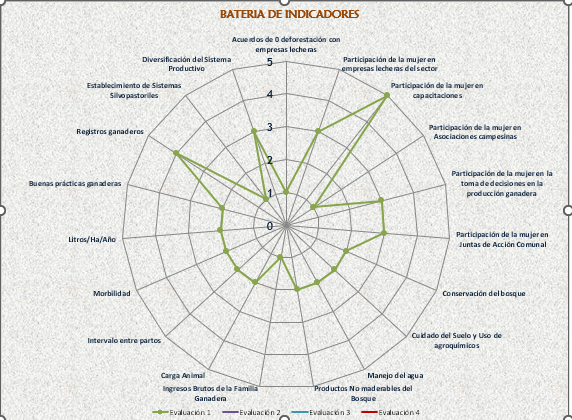 BATERIA DE INDICADORES
Acuerdos de 0 deforestación con
empresas lecheras
Participación de la mujer en
empresas lecheras del sector
Participación de la mujer en
capacitaciones
Participación de la mujer en
Asociaciones campesinas
Participación de la mujer en la
toma de decisiones en la
producción ganadera
Participación de la mujer en
Juntas de Acción Comunal
Conservación del bosque
Cuidado del Suelo y Uso de
agroquímicos
Manejo del agua
Productos No maderables del
Bosque
Ingresos Brutos de la Familia
Ganadera
Carga Animal
Intervalo entre partos
Morbilidad
Litros/Ha/Año
Buenas prácticas ganaderas
Registros ganaderos
Establecimiento de Sistemas
Silvopastoriles
Diversificación del Sistema
Productivo
5
4
3
2
1
0
Evaluación 1
Evaluación 2
Evaluación 3
Evaluación 4